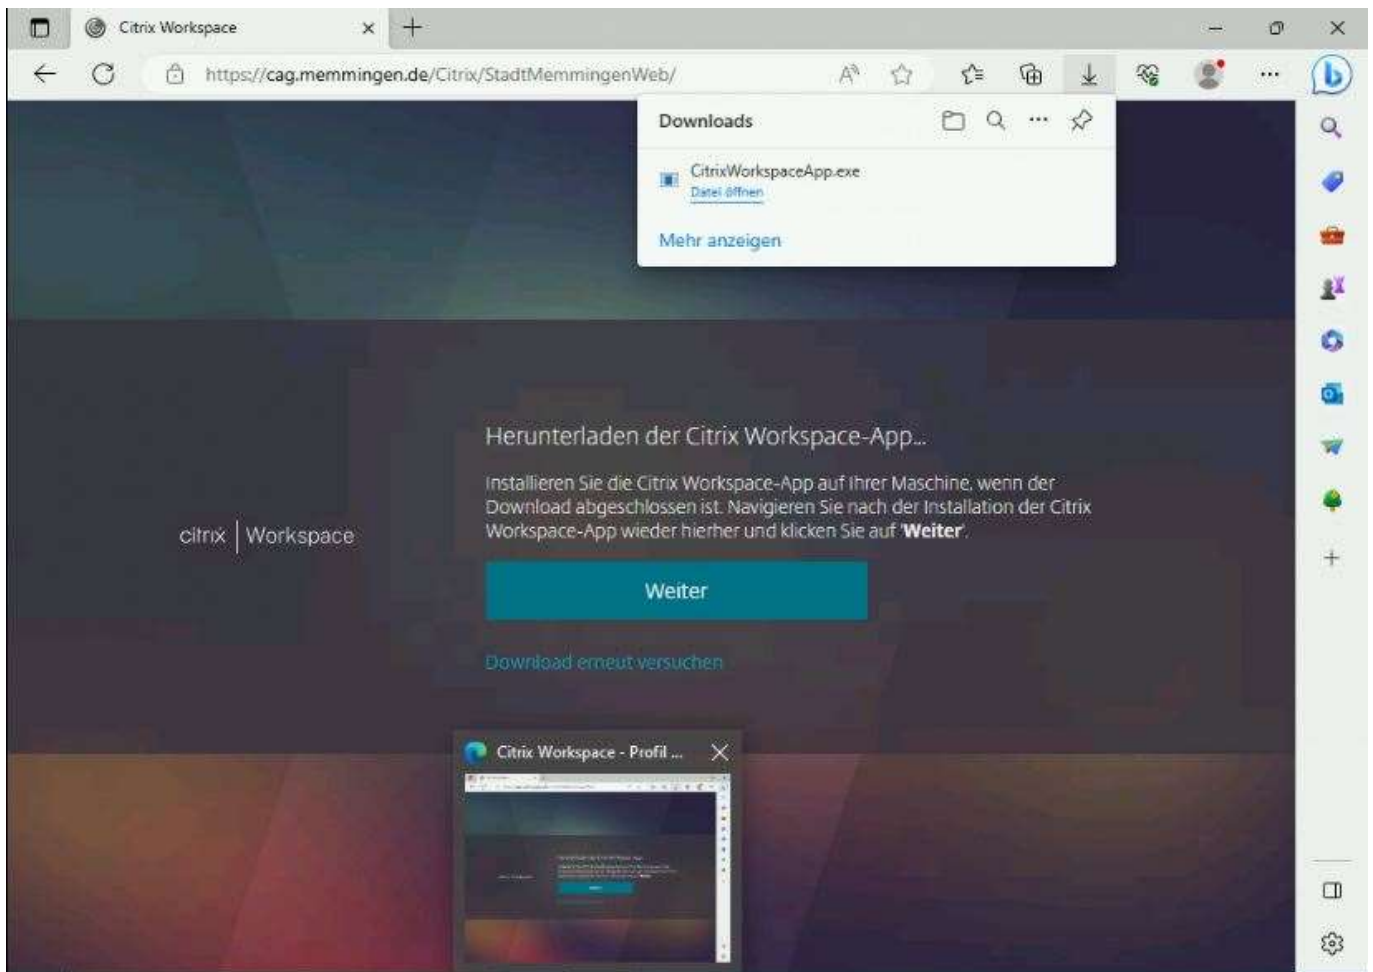 Citrix Workspace
https://cag.memmingen.de/Citrix/StadtMemmingenWeb/
Downloads
CitrixWorkspaceApp.exe
Datei öffnen
Mehr anzeigen
Herunterladen der Citrix Workspace-App...
Installieren Sie die Citrix Workspace-App auf Ihrer Maschine, wenn der
Download abgeschlossen ist. Navigieren Sie nach der Installation der Citrix
Workspace-App wieder hierher und klicken Sie auf 'Weiter'.
citrix | Workspace
Weiter
Download erneut versuchen
Citrix Workspace - Profil ...